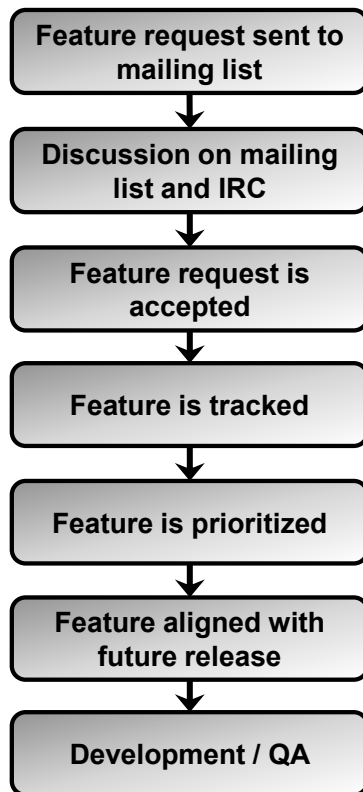 Feature request sent to
mailing list
Discussion on mailing
list and IRC
Feature request is
accepted
Feature is tracked
Feature is prioritized
Feature aligned with
future release
Development / QA